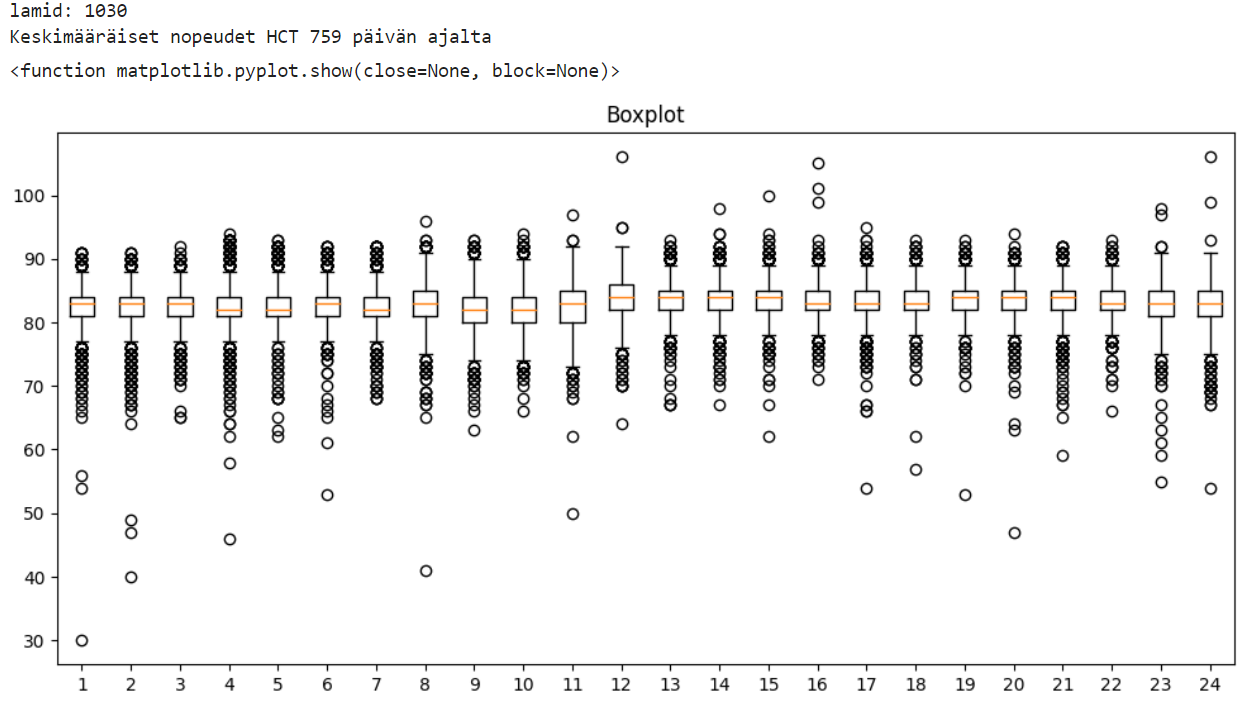 lamid: 1030
Keskimääräiset nopeudet HCT 759 päivän ajalta
<function matplotlib.pyplot.show(close=None, block=None)>
Boxplot
100
90
80
70
60
50
40
30
1 2 3 4 5 6 7 8 9 10 11 12 13 14 15 16 17 18 19 20 21 22 23 24